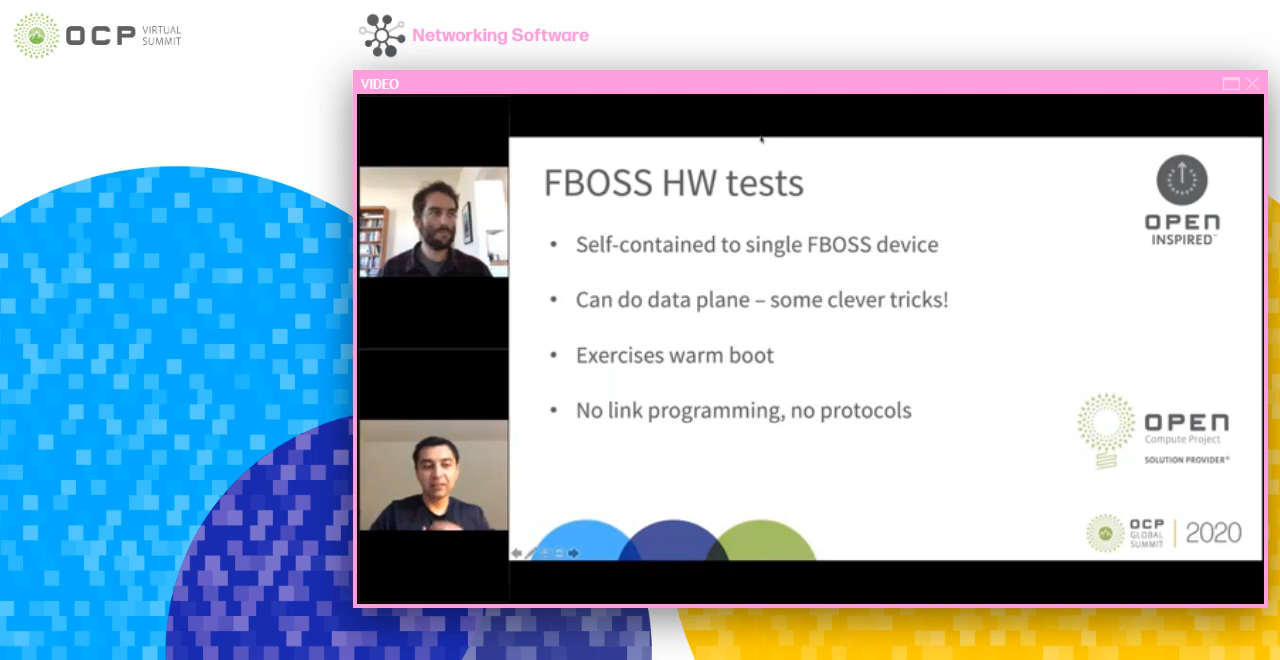 OCP VIRTUAL SUMMIT
Networking Software
VIDEO
FBOSS HW tests
• Self-contained to single FBOSS device
• Can do data plane – some clever tricks!
• Exercises warm boot
• No link programming, no protocols
OPEN
INSPIRED™
OPEN
Compute Project
SOLUTION PROVIDER®
OCP GLOBAL SUMMIT | 2020